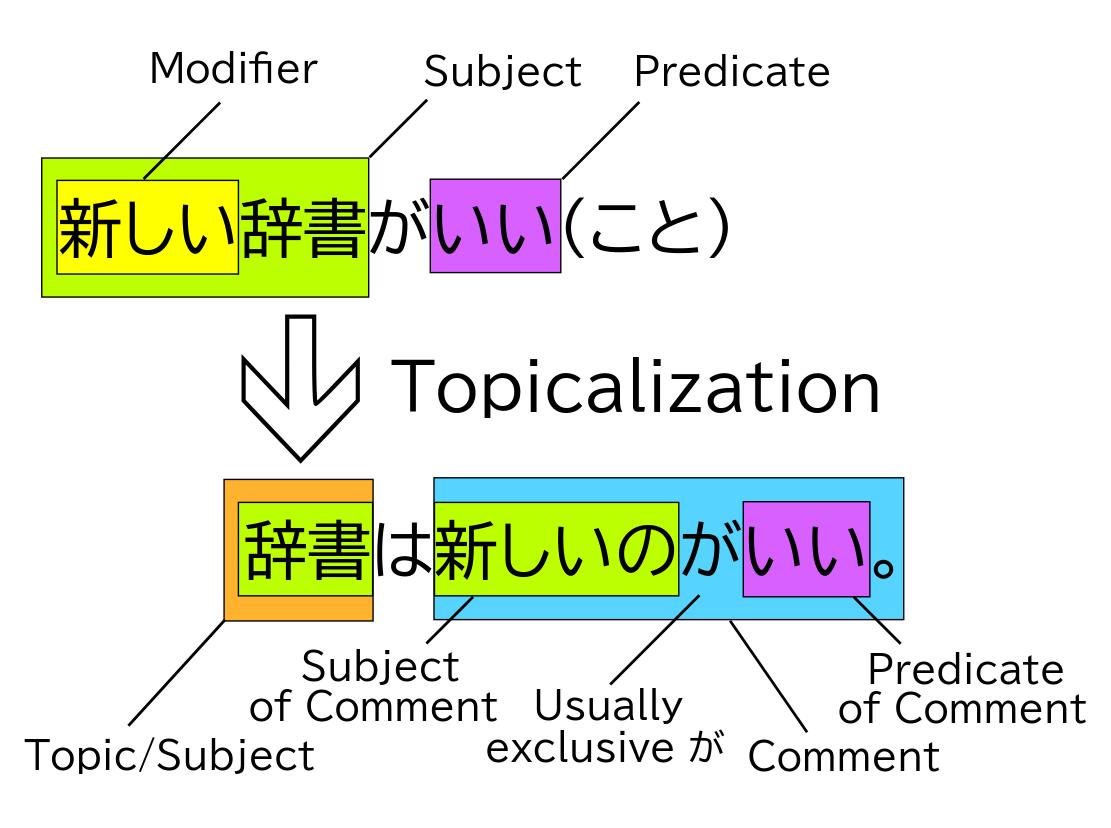 Modifier
Subject
Predicate
新しい辞書がいい(こと)
Topicalization
辞書は新しいのがいい。
Subject
of Comment
Usually
exclusive が
Predicate
of Comment
Topic/Subject
Comment